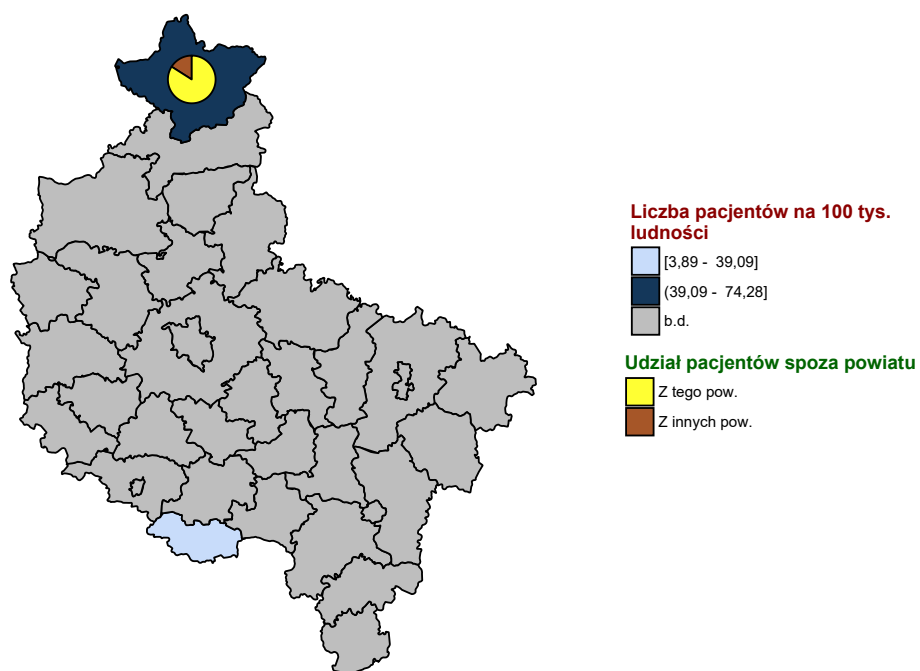 Liczba pacjentów na 100 tys.
ludności
[3,89 - 39,09]
(39,09 - 74,28]
b.d.
Udział pacjentów spoza powiatu
Z tego pow.
Z innych pow.